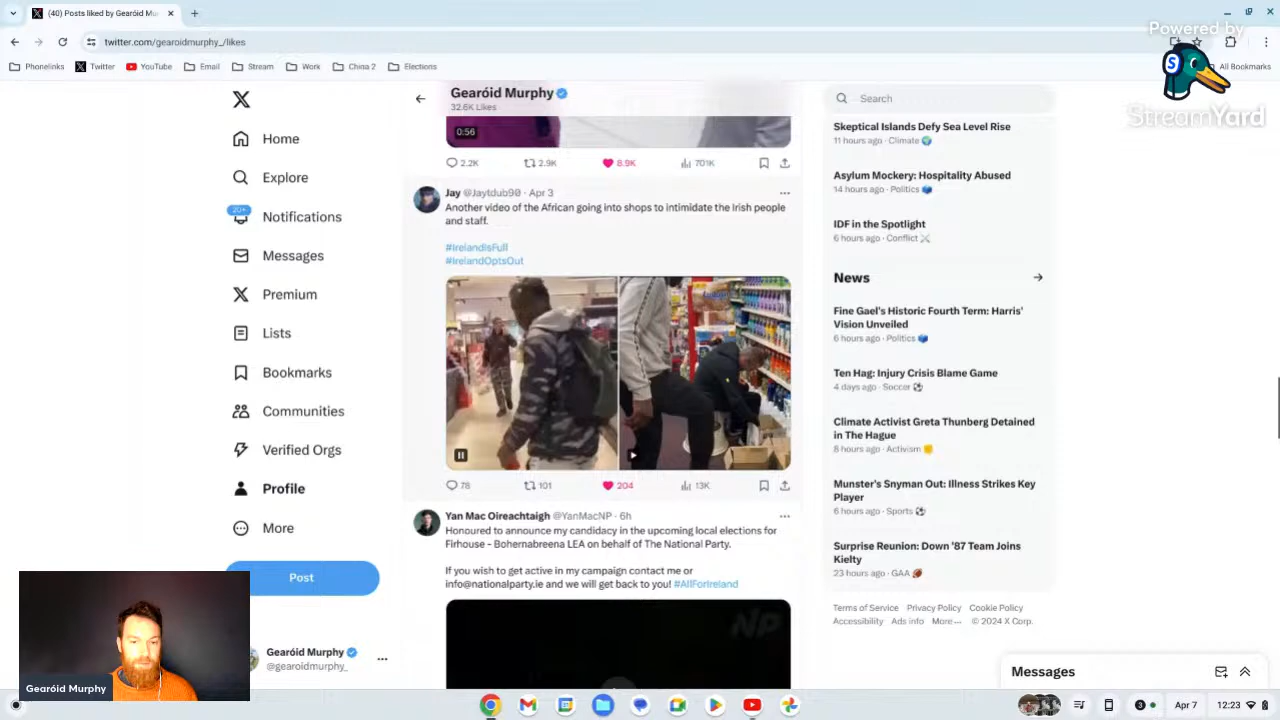 (40) Posts liked by Gearóid Mur
twitter.com/gearoidmurphy_/likes
Phonelinks
Twitter
YouTube
Email
Stream
Work
China 2
Elections
All Bookmarks
Powered by
StreamYard
Home
Explore
20+
Notifications
Messages
Premium
Lists
Bookmarks
Communities
Verified Orgs
Profile
More
Post
Gearóid Murphy
@gearoidmurphy_
Gearóid Murphy
Gearóid Murphy
32.6K Likes
0:56
2.2K 2.9K 8.9K 701K
Jay @Jaytdub90 · Apr 3
Another video of the African going into shops to intimidate the Irish people
and staff.
#IrelandIsFull
#IrelandOptsOut
78 101 204 13K
Yan Mac Oireachtaigh @YanMacNP · 6h
Honoured to announce my candidacy in the upcoming local elections for
Firhouse - Bohernabreena LEA on behalf of The National Party.
If you wish to get active in my campaign contact me or
info@nationalparty.ie and we will get back to you! #AllForIreland
NP
Search
Skeptical Islands Defy Sea Level Rise
11 hours ago · Climate
Asylum Mockery: Hospitality Abused
14 hours ago · Politics
IDF in the Spotlight
6 hours ago · Conflict
News
Fine Gael's Historic Fourth Term: Harris'
Vision Unveiled
6 hours ago · Politics
Ten Hag: Injury Crisis Blame Game
4 days ago · Soccer
Climate Activist Greta Thunberg Detained
in The Hague
8 hours ago · Activism
Munster's Snyman Out: Illness Strikes Key
Player
6 hours ago · Sports
Surprise Reunion: Down '87 Team Joins
Kielty
23 hours ago · GAA
Terms of Service Privacy Policy Cookie Policy
Accessibility Ads info More... © 2024 X Corp.
Messages
3 Apr 7 12:23